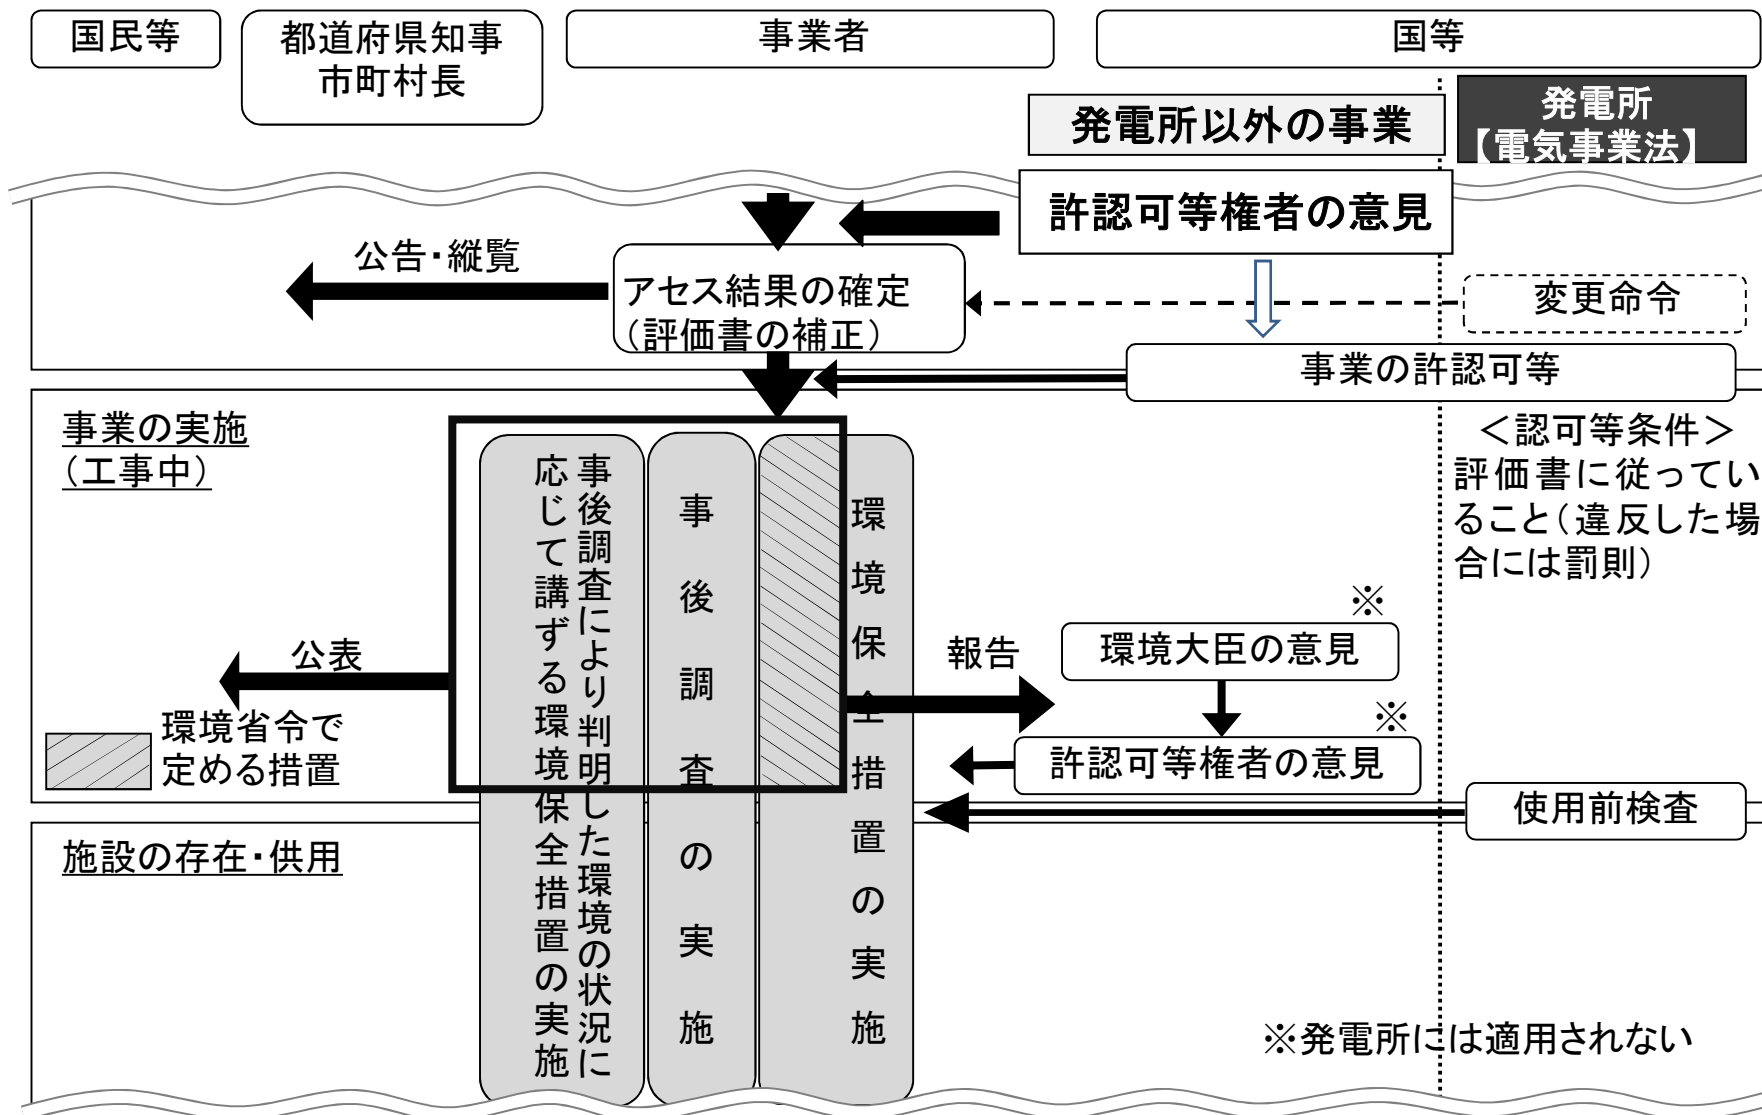 国民等
都道府県知事
市町村長
事業者
国等
発電所以外の事業
発電所
【電気事業法】
許認可等権者の意見
公告・縦覧
アセス結果の確定
（評価書の補正）
変更命令
事業の許認可等
事業の実施
（工事中）
＜認可等条件＞
評価書に従ってい
ること（違反した場
合には罰則）
事後調査により判明した環境の状況に
応じて講ずる環境保全措置の実施
事後調査の実施
環境保全措置の実施
公表
環境省令で
定める措置
報告
※
環境大臣の意見
※
許認可等権者の意見
使用前検査
施設の存在・供用
※発電所には適用されない